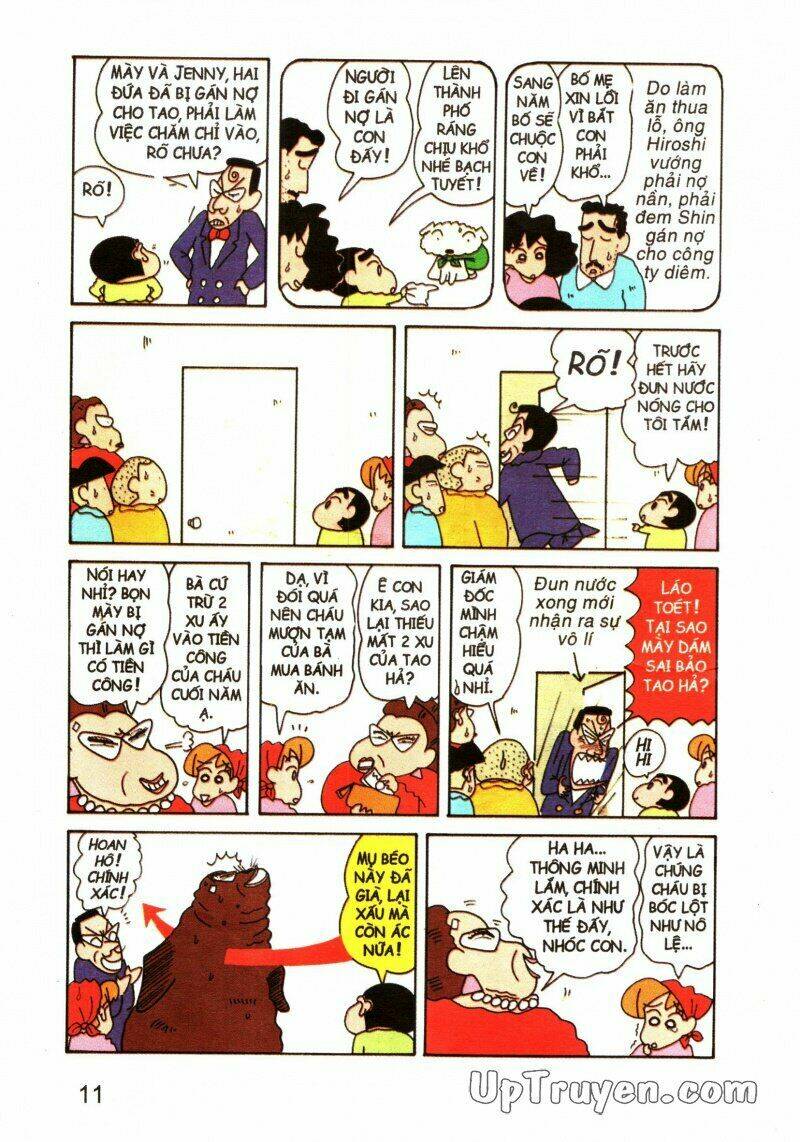 Do làm
ăn thua
lỗ, ông
Hiroshi
vướng
phải nợ
nần, phải
đem Shin
gán nợ
cho công
ty diêm.
BỐ MẸ
XIN LỖI
VÌ BẮT
CON
PHẢI
KHỔ...
SANG
NĂM
BỐ SẼ
CHUỘC
CON
VỀ!
LÊN
THÀNH
PHỐ
RÁNG
CHỊU KHỔ
NHÉ BẠCH
TUYẾT!
NGƯỜI
ĐI GÁN
NỢ LÀ
CON
ĐẤY!
MÀY VÀ JENNY, HAI
ĐỨA ĐÃ BỊ GÁN NỢ
CHO TAO, PHẢI LÀM
VIỆC CHĂM CHỈ VÀO,
RÕ CHƯA?
RÕ!
TRƯỚC
HẾT HÃY
ĐUN NƯỚC
NÓNG CHO
TÔI TẮM!
RÕ!
LÁO
TOÉT!
TẠI SAO
MÀY DÁM
SAI BẢO
TAO HẢ?
HI
HI
Đun nước
xong mới
nhận ra sự
vô lí
GIÁM
ĐỐC
MÌNH
CHẬM
HIỂU
QUÁ
NHỈ.
Ê CON
KIA, SAO
LẠI THIẾU
MẤT 2 XU
CỦA TAO
HẢ?
DẠ, VÌ
ĐÓI QUÁ
NÊN CHÁU
MƯỢN TẠM
CỦA BÀ
MUA BÁNH
ĂN.
BÀ CỨ
TRỪ 2
XU ẤY
VÀO TIỀN
CÔNG
CỦA CHÁU
CUỐI NĂM
Ạ.
NÓI HAY
NHỈ? BỌN
MÀY BỊ
GÁN NỢ
THÌ LÀM GÌ
CÓ TIỀN
CÔNG!
VẬY LÀ
CHÚNG
CHÁU BỊ
BÓC LỘT
NHƯ NÔ
LỆ...
HA HA...
THÔNG MINH
LẮM, CHÍNH
XÁC LÀ NHƯ
THẾ ĐẤY,
NHÓC CON.
MỤ BÉO
NÀY ĐÃ
GIÀ, LẠI
XẤU MÀ
CÒN ÁC
NỮA!
HOAN
HÔ!
CHÍNH
XÁC!
11
UpTruyen.com